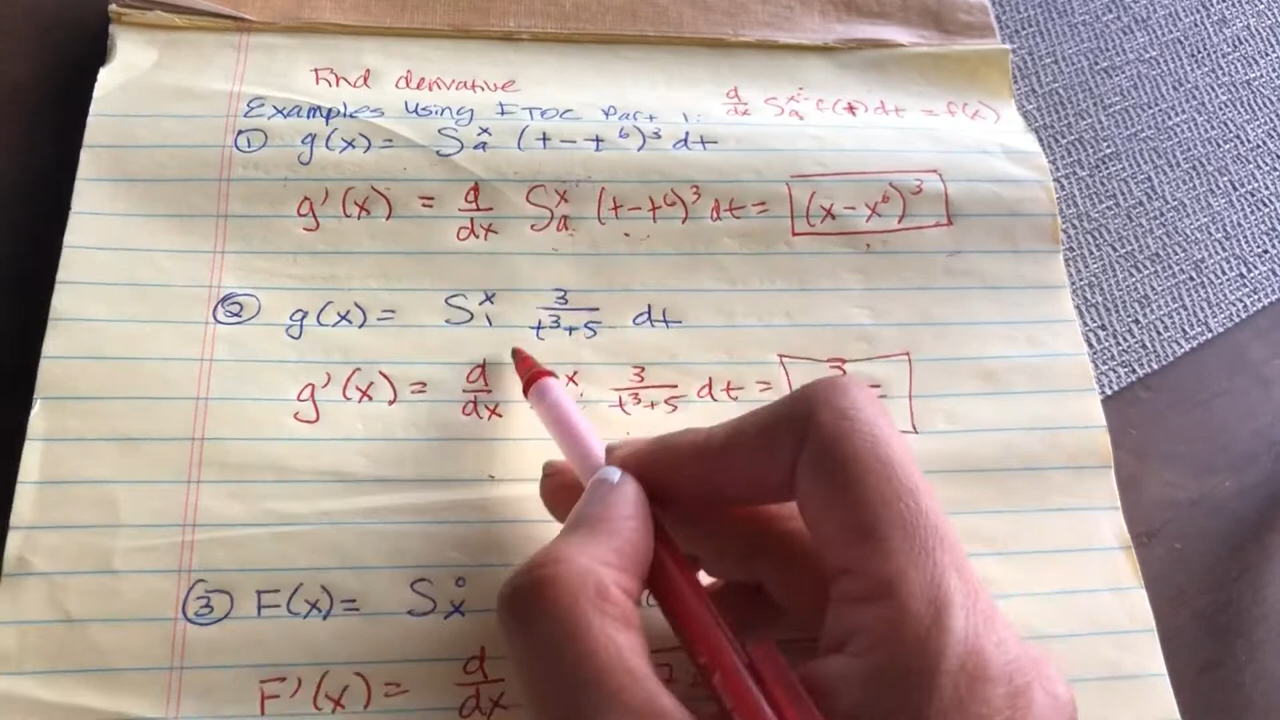 Find derivative
Examples Using FTOC Part 1: d/dx ∫ₐˣ f(t)dt = f(x)
① g(x) = ∫ₐˣ (t-t⁶)³ dt
g'(x) = d/dx ∫ₐˣ (t-t⁶)³ dt = (x-x⁶)³
② g(x) = ∫₁ˣ 3/(t³+5) dt
g'(x) = d/dx x 3/(t³+5) dt = 3
③ F(x) = ∫ₓ⁰
F'(x) = d/dx